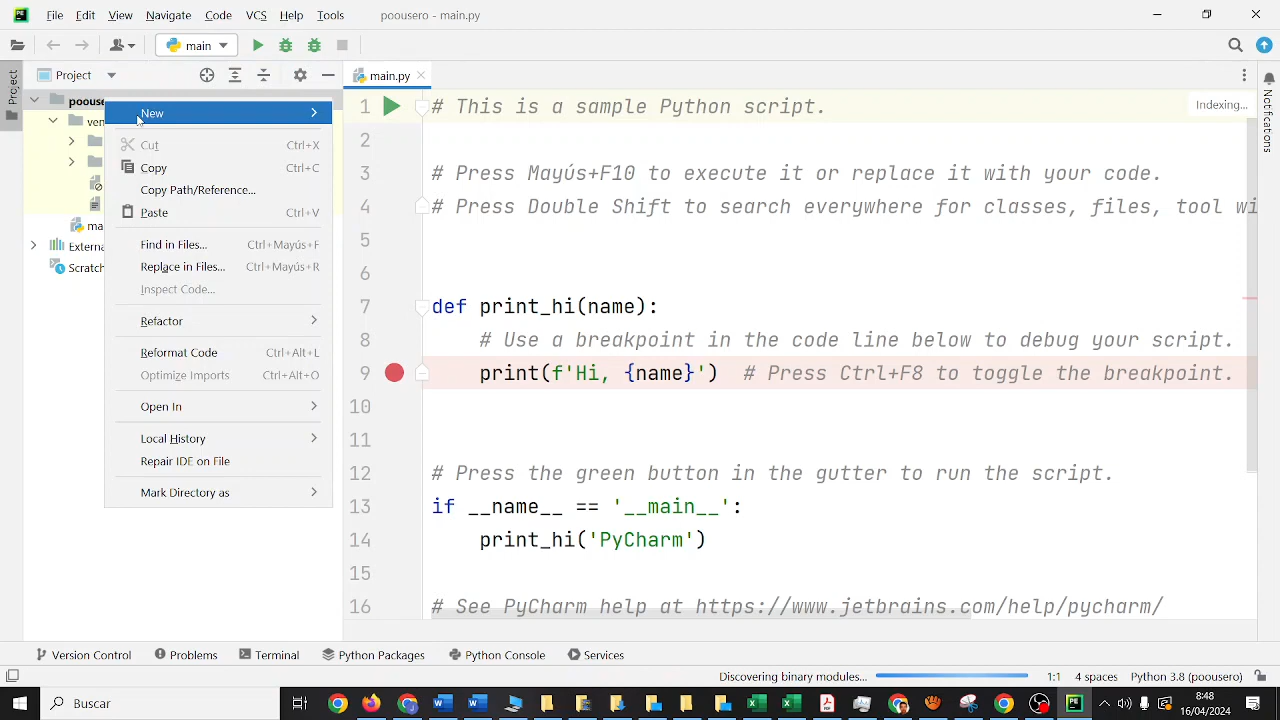 File Edit View Navigate Code VCS Help Tools poousero - main.py
main
Project
main.py
Project
Notifications
poouse
ven
ma
Extern
Scratch
New
Cut Ctrl+X
Copy Ctrl+C
Copy Path/Reference...
Paste Ctrl+V
Find in Files... Ctrl+Mayús+F
Replace in Files... Ctrl+Mayús+R
Inspect Code...
Refactor
Reformat Code Ctrl+Alt+L
Optimize Imports Ctrl+Alt+O
Open In
Local History
Repair IDE on File
Mark Directory as
Indexing...
1 # This is a sample Python script.
2
3 # Press Mayús+F10 to execute it or replace it with your code.
4 # Press Double Shift to search everywhere for classes, files, tool wi
5
6
7 def print_hi(name):
8 # Use a breakpoint in the code line below to debug your script.
9 print(f'Hi, {name}') # Press Ctrl+F8 to toggle the breakpoint.
10
11
12 # Press the green button in the gutter to run the script.
13 if __name__ == '__main__':
14 print_hi('PyCharm')
15
16 # See PyCharm help at https://www.jetbrains.com/help/pycharm/
Version Control Problems Terminal Python Packages Python Console Services
Discovering binary modules... 1:1 4 spaces Python 3.8 (poousero)
Buscar
8:48
16/04/2024